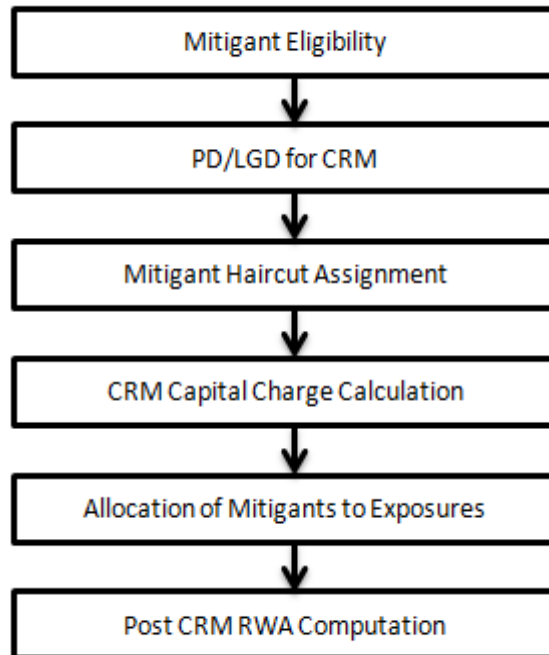 Mitigant Eligibility
PD/LGD for CRM
Mitigant Haircut Assignment
CRM Capital Charge Calculation
Allocation of Mitigants to Exposures
Post CRM RWA Computation